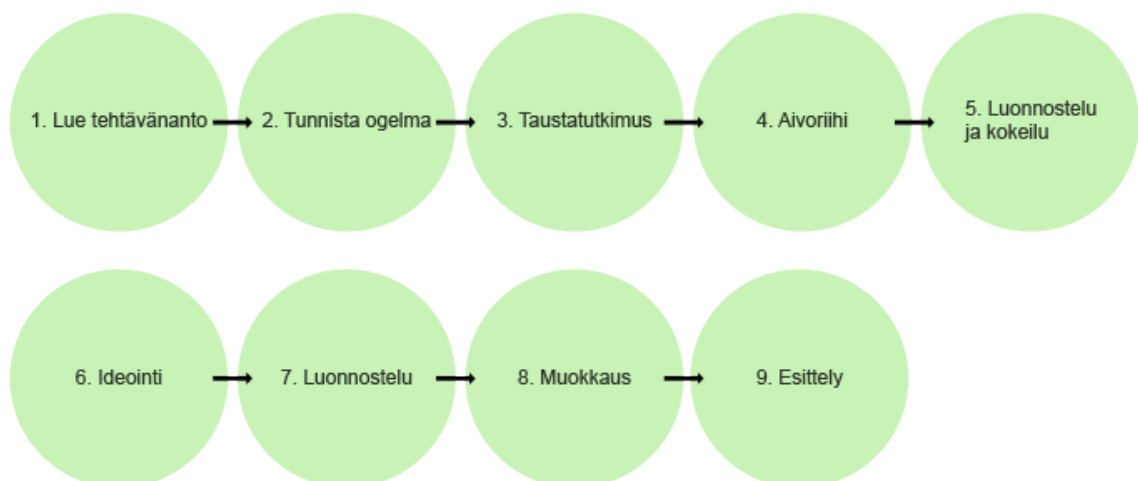 1. Lue tehtävänanto
2. Tunnista ogelma
3. Taustatutkimus
4. Aivoriihi
5. Luonnostelu
ja kokeilu
6. Ideointi
7. Luonnostelu
8. Muokkaus
9. Esittely